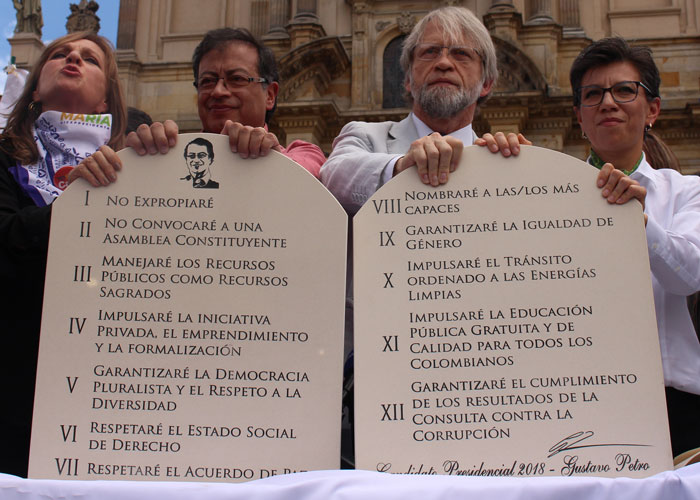 MARÍA
I No Expropiaré
II No Convocaré a una
Asamblea Constituyente
III Manejaré los Recursos
Públicos como Recursos
Sagrados
IV Impulsaré la iniciativa
Privada, el emprendimiento
y la formalización
V Garantizaré la Democracia
pluralista y el Respeto a la
Diversidad
VI Respetaré el Estado Social
de Derecho
VII Respetaré el Acuerdo de
VIII Nombraré a las/los más
capaces
IX Garantizaré la Igualdad de
Género
X Impulsaré el Tránsito
ordenado a las Energías
Limpias
XI Impulsaré la Educación
Pública Gratuita y de
Calidad para todos los
Colombianos
XII Garantizaré el cumplimiento
de los resultados de la
Consulta contra la
Corrupción
Candidato Presidencial 2018 - Gustavo Petro